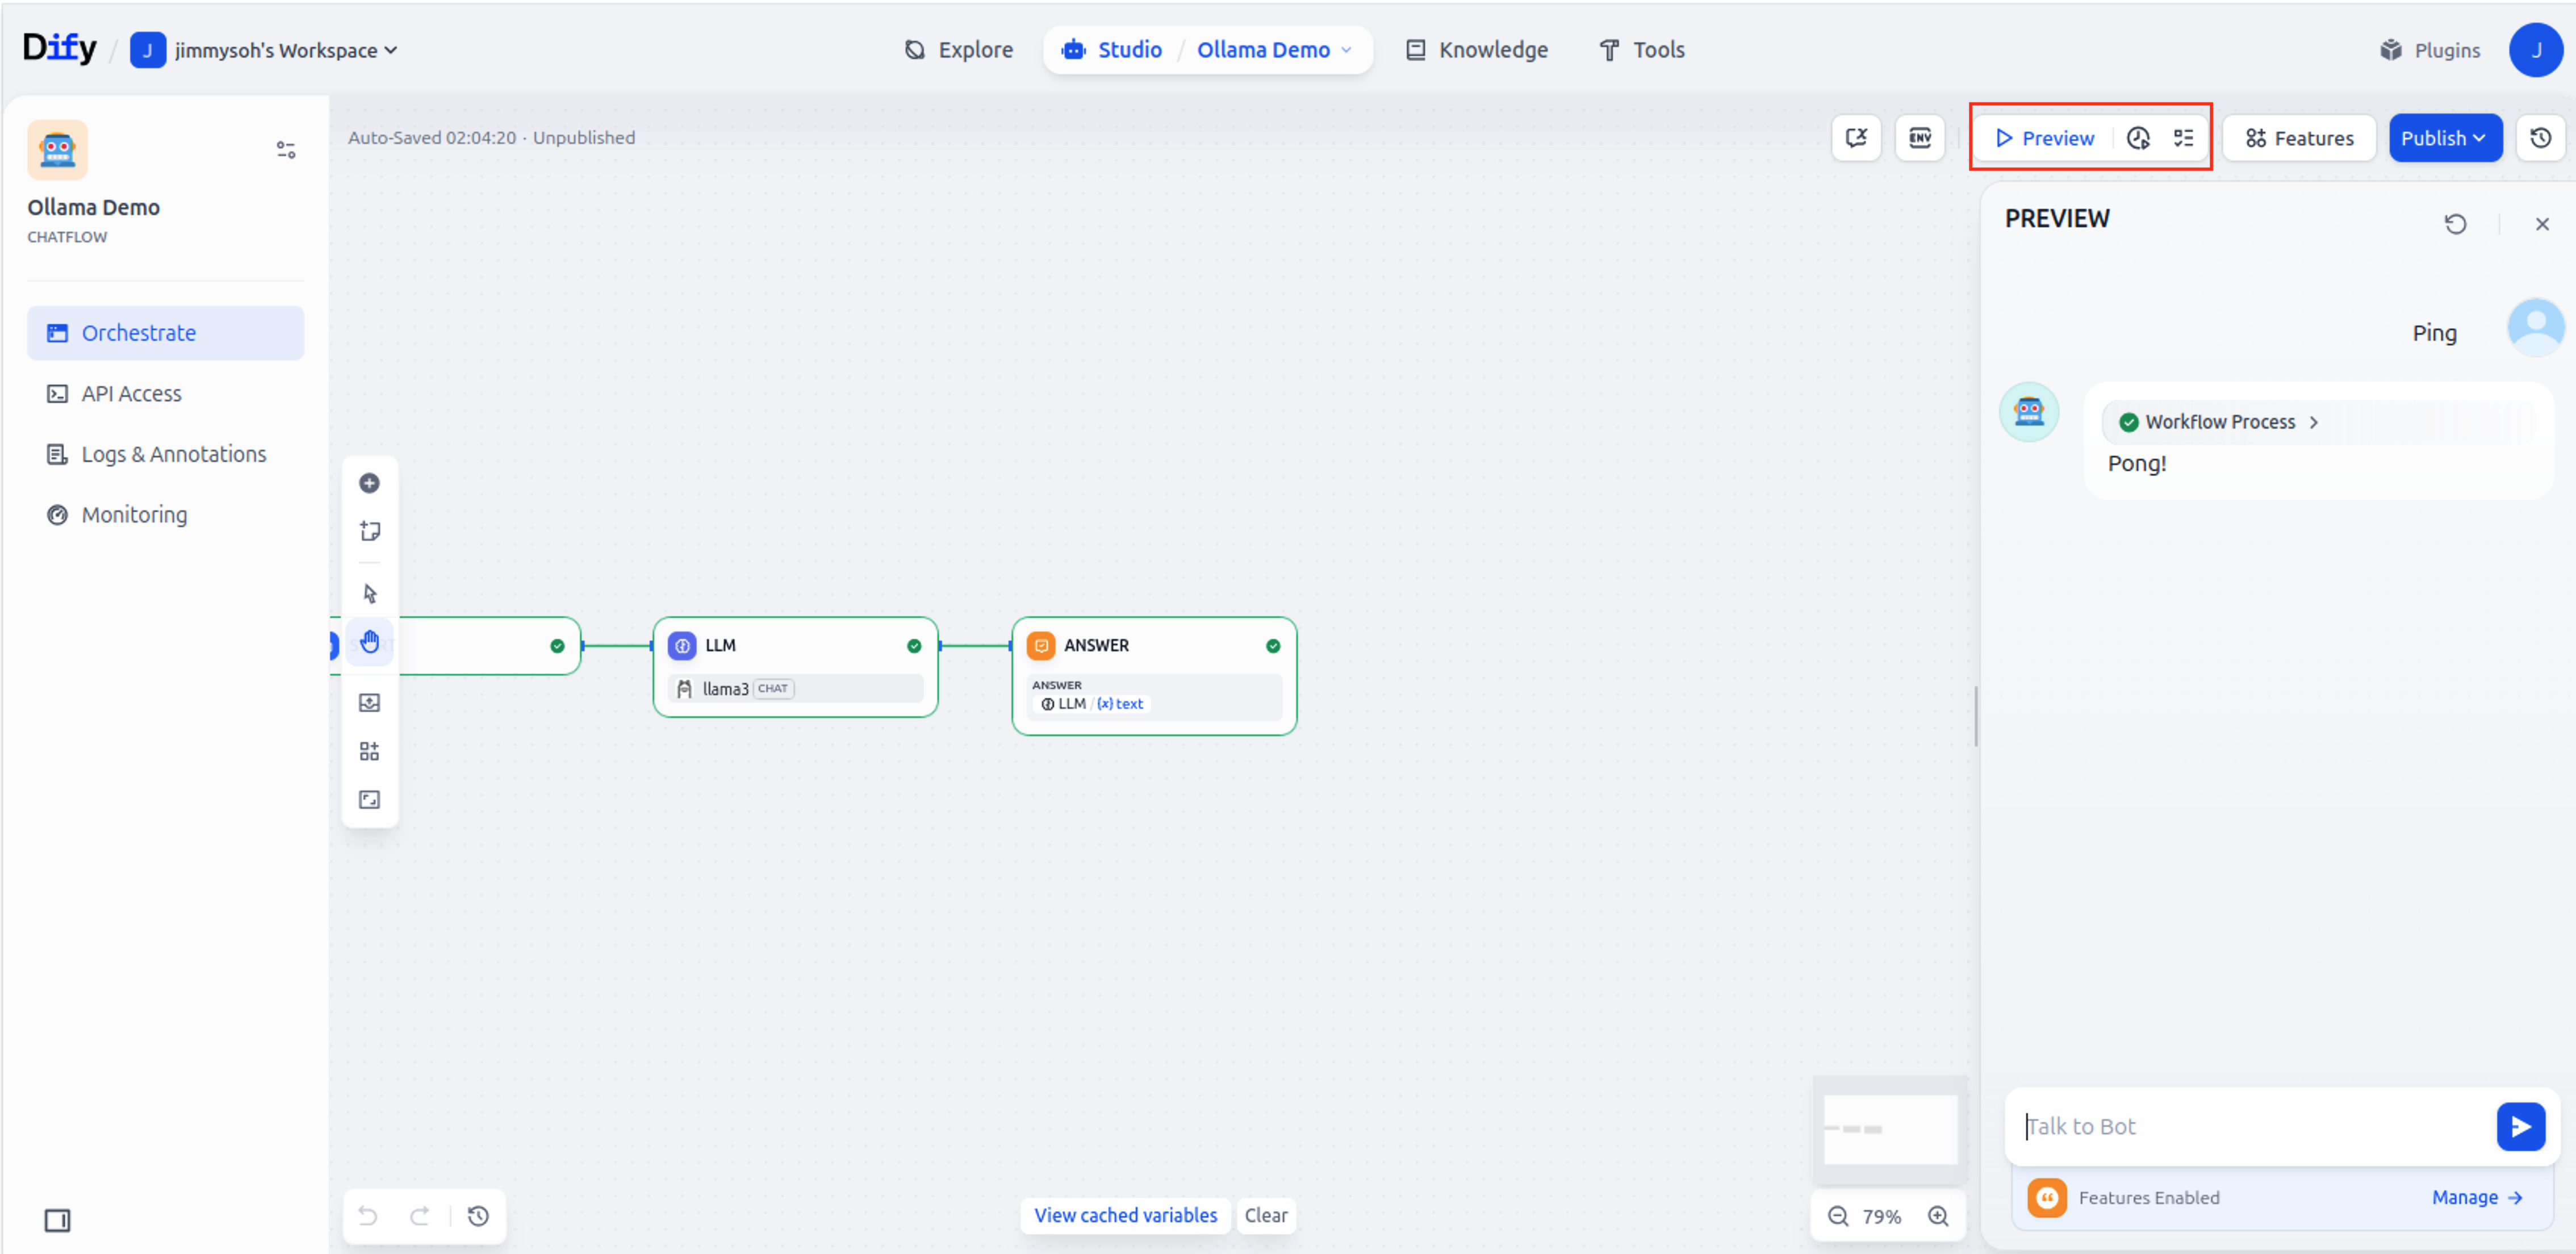 Dify / J jimmysoh's Workspace
Explore
Studio / Ollama Demo
Knowledge
Tools
Plugins
J
Ollama Demo
CHATFLOW
Orchestrate
API Access
Logs & Annotations
Monitoring
Auto-Saved 02:04:20 · Unpublished
ENV
Preview
Features
Publish
LLM
llama3 CHAT
ANSWER
ANSWER
LLM / {x} text
View cached variables
Clear
79%
PREVIEW
Ping
Workflow Process
Pong!
Talk to Bot
Features Enabled
Manage →